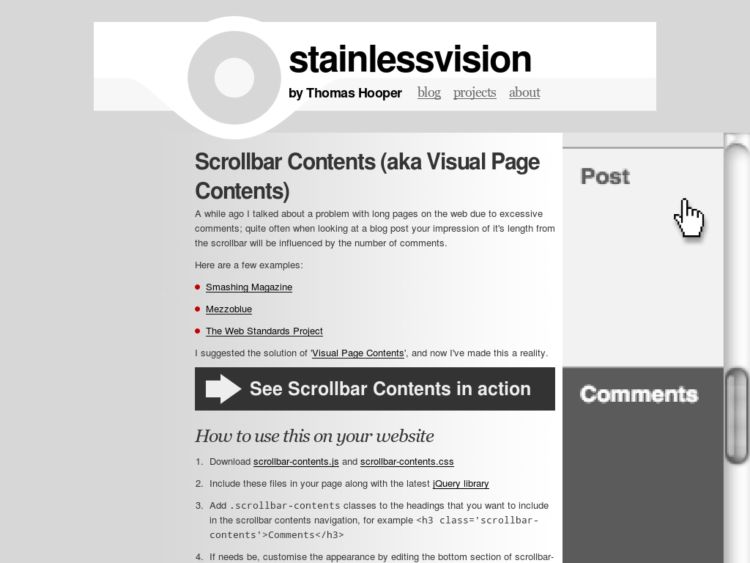 stainlessvision
by Thomas Hooper blog projects about
Scrollbar Contents (aka Visual Page
Contents)
A while ago I talked about a problem with long pages on the web due to excessive
comments; quite often when looking at a blog post your impression of it's length from
the scrollbar will be influenced by the number of comments.
Here are a few examples:
Smashing Magazine
Mezzoblue
The Web Standards Project
I suggested the solution of 'Visual Page Contents', and now I've made this a reality.
See Scrollbar Contents in action
How to use this on your website
1. Download scrollbar-contents.js and scrollbar-contents.css
2. Include these files in your page along with the latest jQuery library
3. Add .scrollbar-contents classes to the headings that you want to include
in the scrollbar contents navigation, for example <h3 class='scrollbar-
contents'>Comments</h3>
4. If needs be, customise the appearance by editing the bottom section of scrollbar-
Post
Comments